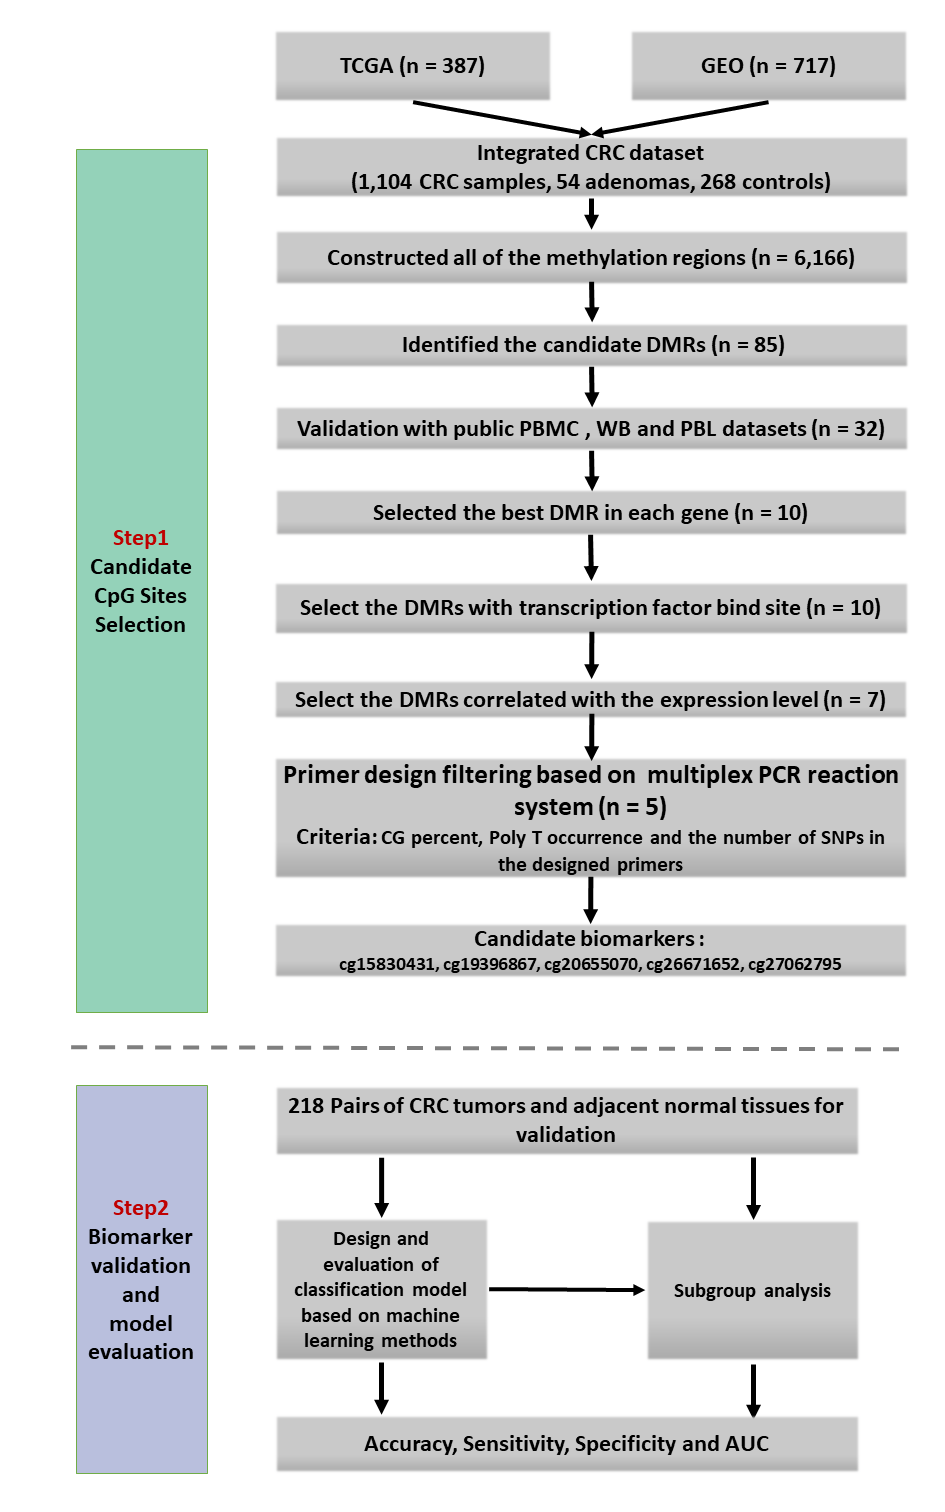 TCGA (n = 387)
GEO (n = 717)
Integrated CRC dataset
(1,104 CRC samples, 54 adenomas, 268 controls)
Constructed all of the methylation regions (n = 6,166)
Identified the candidate DMRs (n = 85)
Validation with public PBMC , WB and PBL datasets (n = 32)
Selected the best DMR in each gene (n = 10)
Select the DMRs with transcription factor bind site (n = 10)
Select the DMRs correlated with the expression level (n = 7)
Primer design filtering based on multiplex PCR reaction
system (n = 5)
Criteria: CG percent, Poly T occurrence and the number of SNPs in
the designed primers
Candidate biomarkers :
cg15830431, cg19396867, cg20655070, cg26671652, cg27062795
Step1
Candidate
CpG Sites
Selection
218 Pairs of CRC tumors and adjacent normal tissues for
validation
Design and
evaluation of
classification model
based on machine
learning methods
Subgroup analysis
Accuracy, Sensitivity, Specificity and AUC
Step2
Biomarker
validation
and
model
evaluation